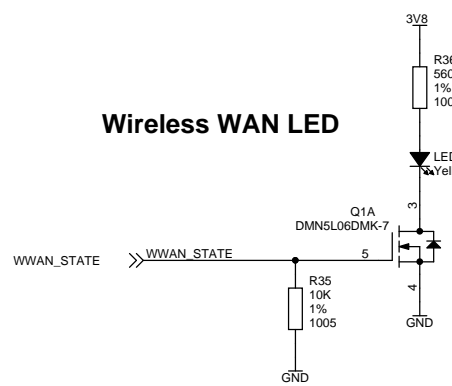 3V8
R36
560
1%
100
Wireless WAN LED
LED
Yel
3
Q1A
DMN5L06DMK-7
WWAN_STATE
WWAN_STATE
5
R35
10K
1%
1005
4
GND
GND